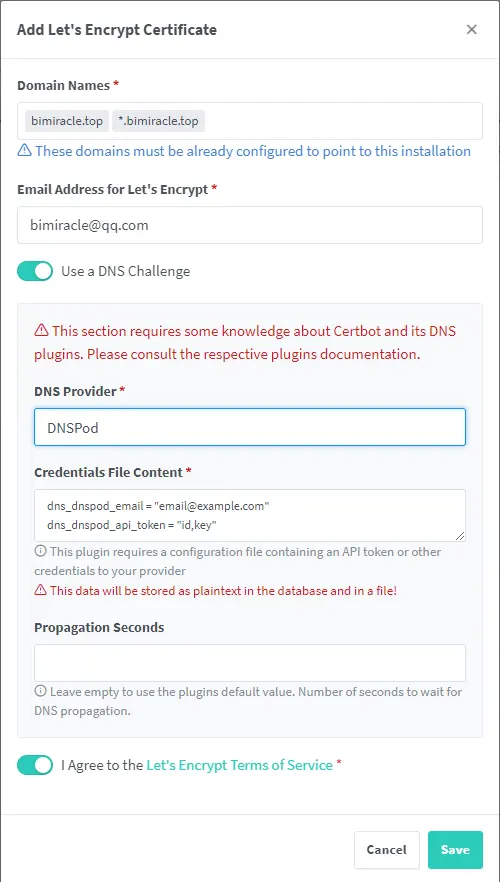 Add Let's Encrypt Certificate
Domain Names *
bimiracle.top *.bimiracle.top
These domains must be already configured to point to this installation
Email Address for Let's Encrypt *
bimiracle@qq.com
Use a DNS Challenge
This section requires some knowledge about Certbot and its DNS
plugins. Please consult the respective plugins documentation.
DNS Provider *
DNSPod
Credentials File Content *
dns_dnspod_email = "email@example.com"
dns_dnspod_api_token = "id,key"
This plugin requires a configuration file containing an API token or other
credentials to your provider
This data will be stored as plaintext in the database and in a file!
Propagation Seconds
Leave empty to use the plugins default value. Number of seconds to wait for
DNS propagation.
I Agree to the Let's Encrypt Terms of Service *
Cancel Save